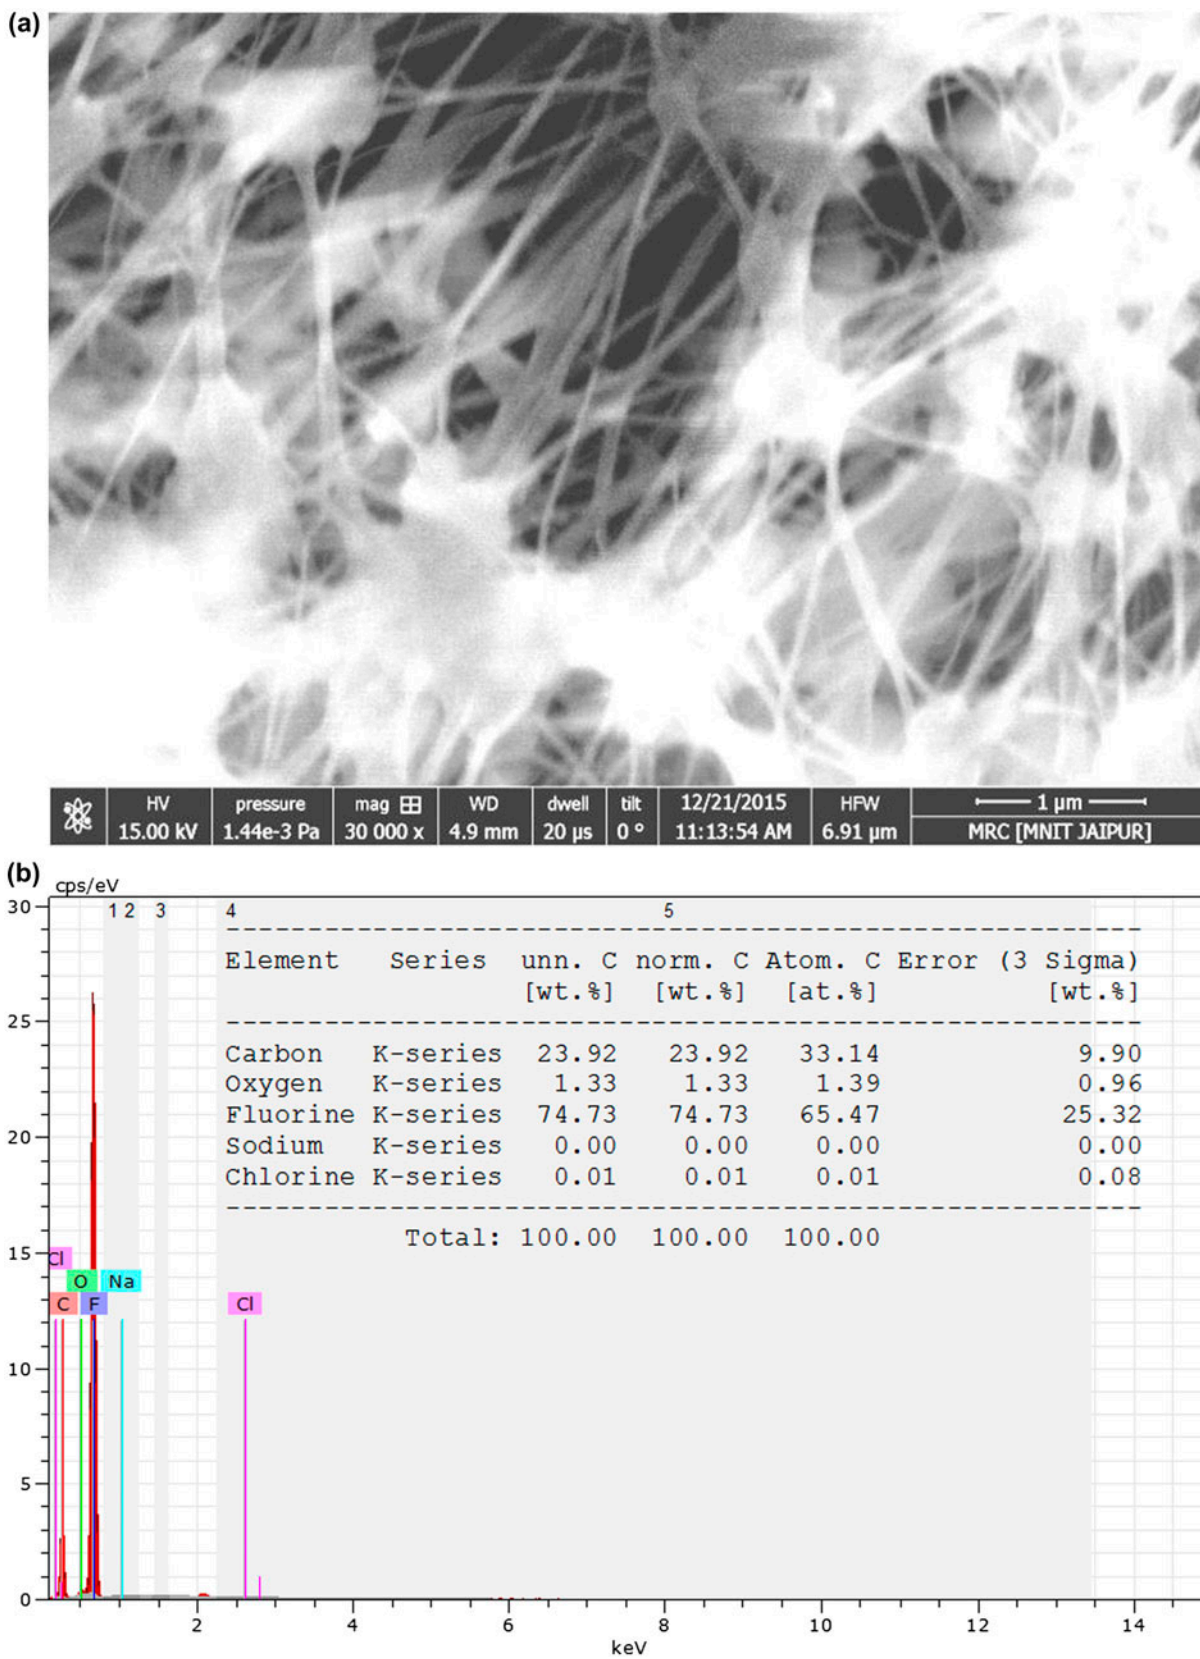 (a)
HV pressure mag WD dwell tilt 12/21/2015 HFW 1 µm
15.00 kV 1.44e-3 Pa 30 000 x 4.9 mm 20 µs 0 ° 11:13:54 AM 6.91 µm MRC [MNIT JAIPUR]
(b)
cps/eV
30
1 2 3 4 5
Element Series unn. C norm. C Atom. C Error (3 Sigma)
[wt.%] [wt.%] [at.%] [wt.%]
25
Carbon K-series 23.92 23.92 33.14 9.90
Oxygen K-series 1.33 1.33 1.39 0.96
Fluorine K-series 74.73 74.73 65.47 25.32
20
Sodium K-series 0.00 0.00 0.00 0.00
Chlorine K-series 0.01 0.01 0.01 0.08
Total: 100.00 100.00 100.00
15
Cl
O Na
C F Cl
10
5
0
2 4 6 8 10 12 14
keV